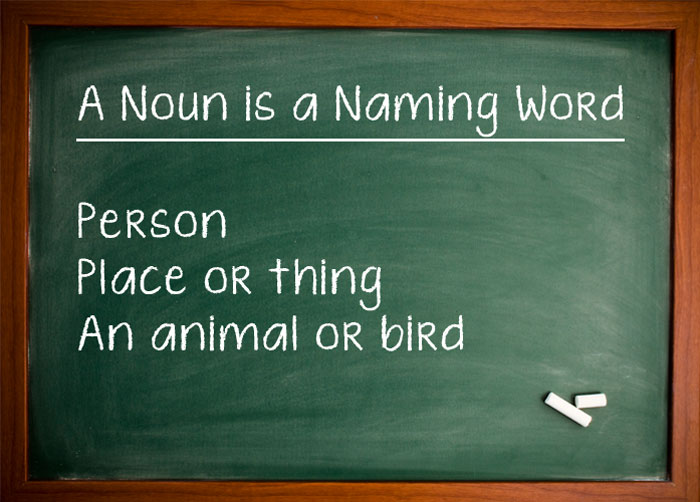 A Noun is a Naming Word
Person
Place or thing
An animal or bird